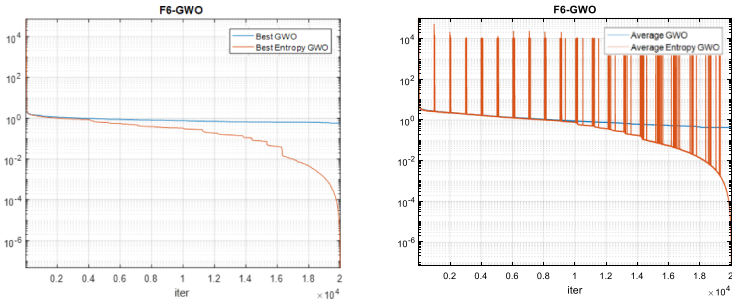 F6-GWO
10^4
10^2
10^0
10^-2
10^-4
10^-6
Best GWO
Best Entropy GWO
0.2 0.4 0.6 0.8 1 1.2 1.4 1.6 1.8 2
iter
× 10^4
F6-GWO
10^4
10^2
10^0
10^-2
10^-4
10^-6
Average GWO
Average Entropy GWO
0.2 0.4 0.6 0.8 1 1.2 1.4 1.6 1.8 2
iter
× 10^4